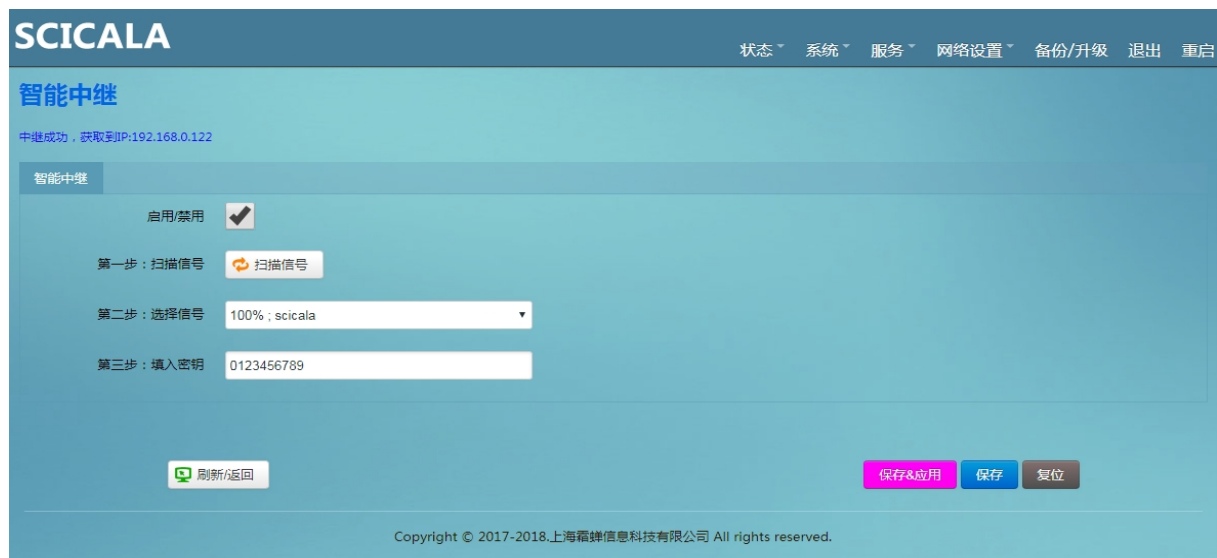 SCICALA
状态 系统 服务 网络设置 备份/升级 退出 重启
智能中继
中继成功，获取到IP:192.168.0.122
智能中继
启用/禁用
第一步：扫描信号 扫描信号
第二步：选择信号 100% ; scicala
第三步：填入密钥 0123456789
刷新/返回 保存&应用 保存 复位
Copyright © 2017-2018.上海霜蝉信息科技有限公司 All rights reserved.